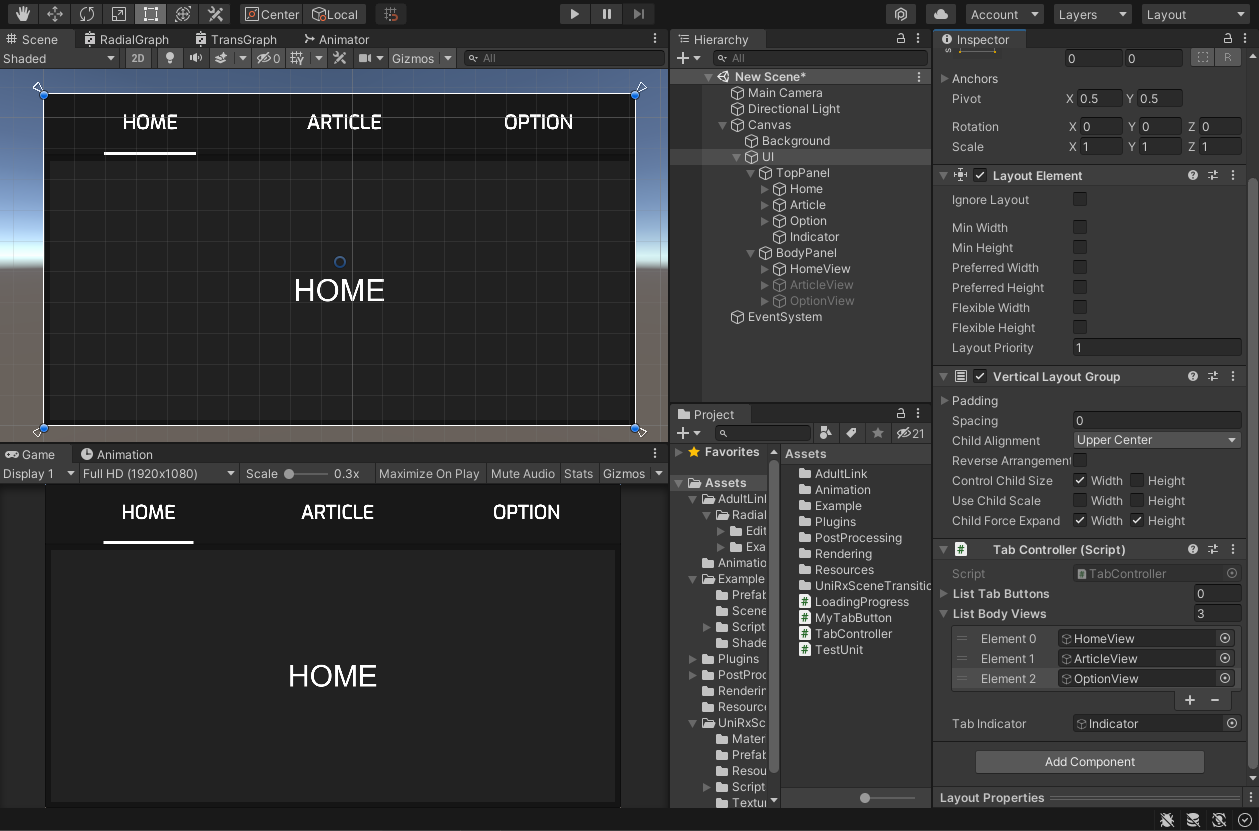 Center Local Account Layers Layout
Scene RadialGraph TransGraph Animator
Shaded 2D 0 Gizmos All
HOME ARTICLE OPTION
HOME
Game Animation
Display 1 Full HD (1920x1080) Scale 0.3x Maximize On Play Mute Audio Stats Gizmos
HOME ARTICLE OPTION
HOME
Hierarchy
All
New Scene*
Main Camera
Directional Light
Canvas
Background
UI
TopPanel
Home
Article
Option
Indicator
BodyPanel
HomeView
ArticleView
OptionView
EventSystem
Project
21
Favorites
Assets
AdultLinl
Radial
Edit
Exa
Animatio
Example
Prefab
Scene
Script
Shade
Plugins
PostProc
Renderin
Resourc
UniRxSc
Mater
Prefab
Resou
Script
Textur
Assets
AdultLink
Animation
Example
Plugins
PostProcessing
Rendering
Resources
UniRxSceneTransitic
LoadingProgress
MyTabButton
TabController
TestUnit
Inspector
0 0 R
Anchors
Pivot X 0.5 Y 0.5
Rotation X 0 Y 0 Z 0
Scale X 1 Y 1 Z 1
Layout Element
Ignore Layout
Min Width
Min Height
Preferred Width
Preferred Height
Flexible Width
Flexible Height
Layout Priority 1
Vertical Layout Group
Padding
Spacing 0
Child Alignment Upper Center
Reverse Arrangement
Control Child Size Width Height
Use Child Scale Width Height
Child Force Expand Width Height
# Tab Controller (Script)
Script TabController
List Tab Buttons 0
List Body Views 3
Element 0 HomeView
Element 1 ArticleView
Element 2 OptionView
+ −
Tab Indicator Indicator
Add Component
Layout Properties